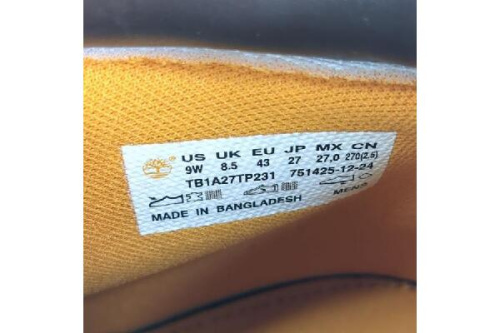 US UK EU JP MX CN
9W 8.5 43 27 27.0 270(2.5)
TB1A27TP231 751425-12-24
MENS
MADE IN BANGLADESH